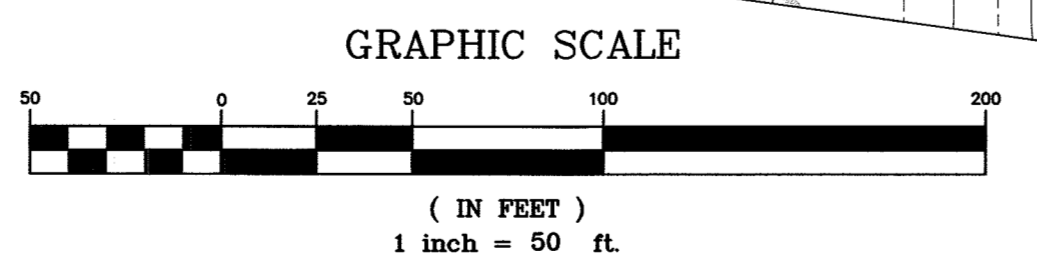 GRAPHIC SCALE
50 0 25 50 100 200
( IN FEET )
1 inch = 50 ft.